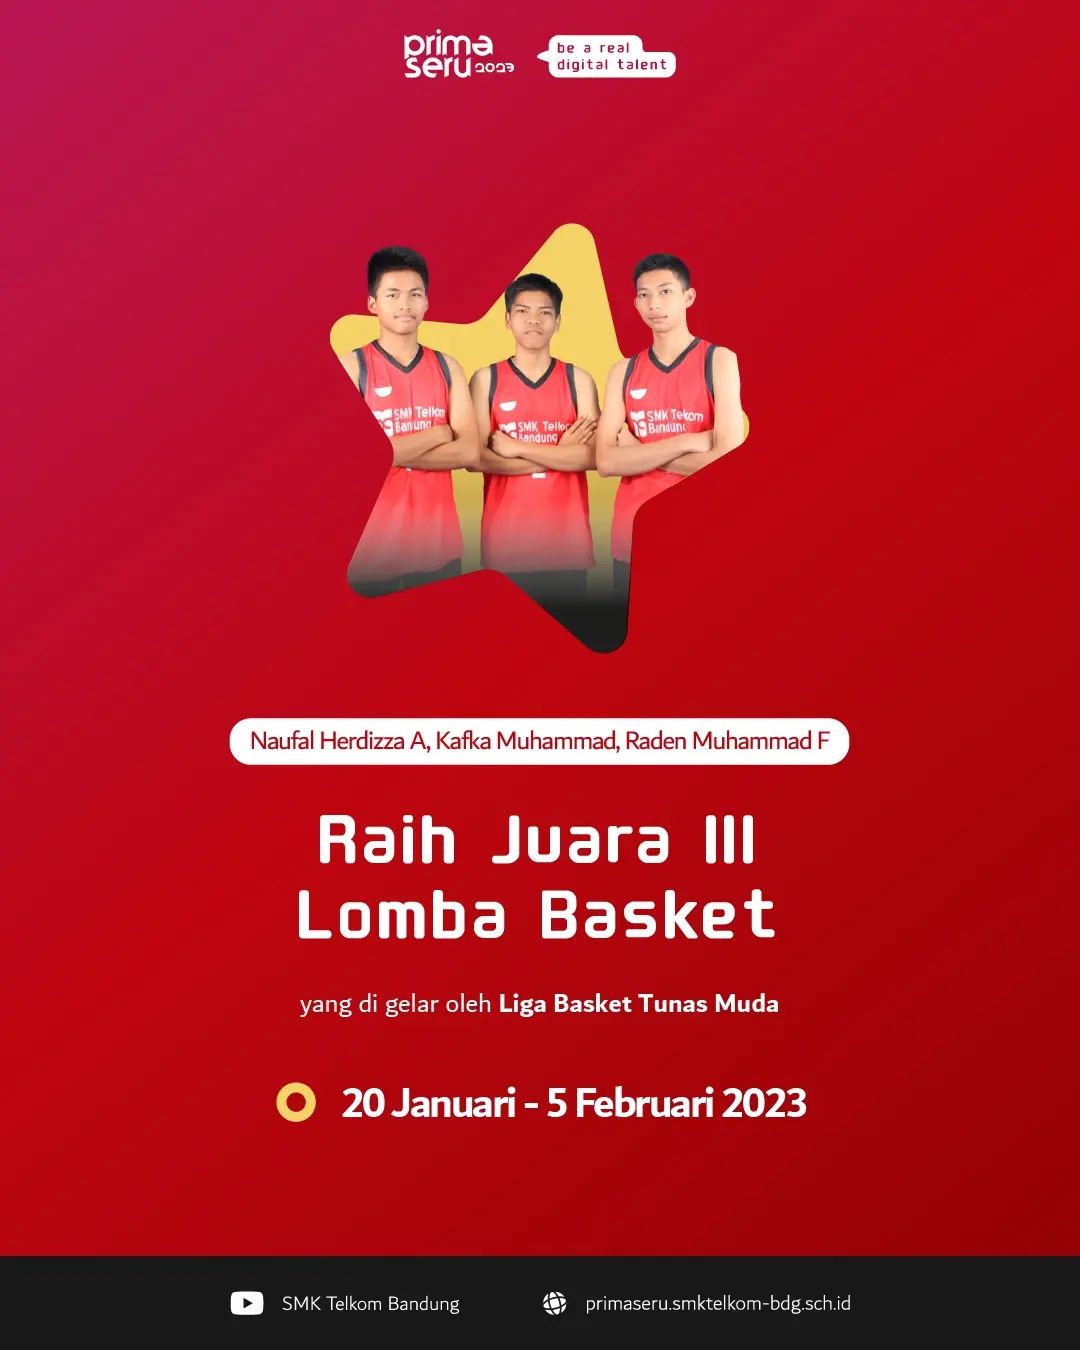 prima
seru 2023
be a real
digital talent
SMK Telkom
Bandung
SMK Telkom
Bandung
SMK Telkom
Bandung
Naufal Herdizza A, Kafka Muhammad, Raden Muhammad F
Raih Juara III
Lomba Basket
yang di gelar oleh Liga Basket Tunas Muda
20 Januari - 5 Februari 2023
SMK Telkom Bandung
primaseru.smktelkom-bdg.sch.id